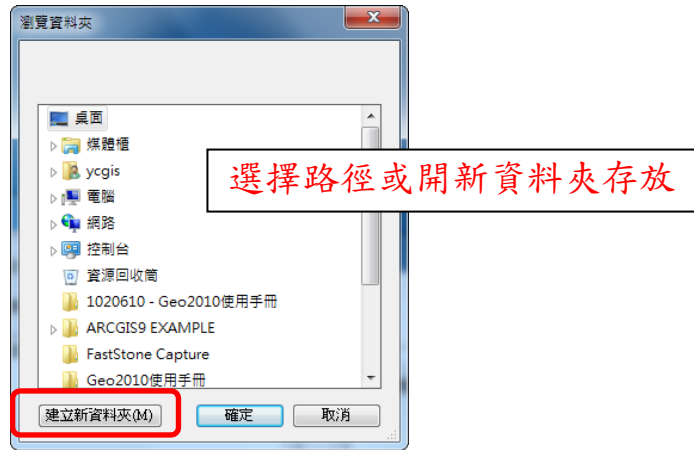 瀏覽資料夾
桌面
媒體櫃
ycgis
電腦
網路
控制台
資源回收筒
1020610 - Geo2010使用手冊
ARCGIS9 EXAMPLE
FastStone Capture
Geo2010使用手冊
選擇路徑或開新資料夾存放
建立新資料夾(M) 確定 取消